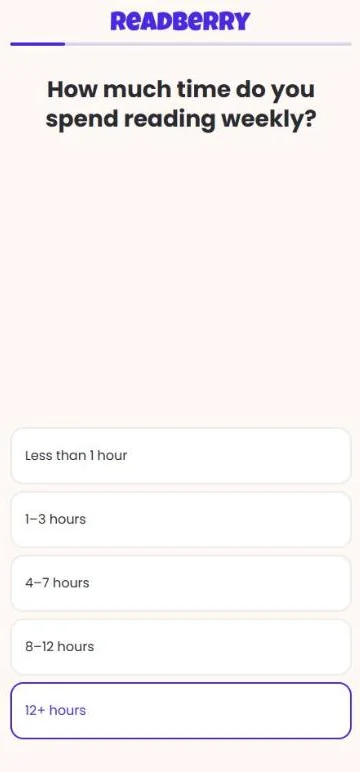 READBERRY
How much time do you
spend reading weekly?
Less than 1 hour
1–3 hours
4–7 hours
8–12 hours
12+ hours